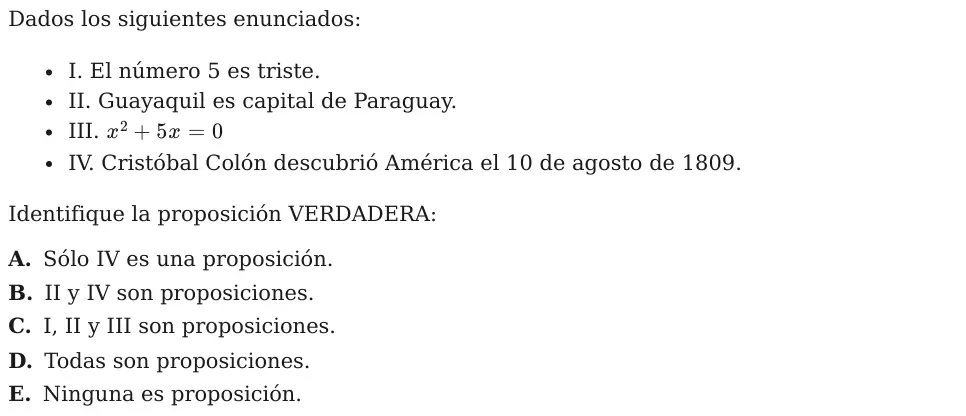 Dados los siguientes enunciados:
• I. El número 5 es triste.
• II. Guayaquil es capital de Paraguay.
• III. x² + 5x = 0
• IV. Cristóbal Colón descubrió América el 10 de agosto de 1809.
Identifique la proposición VERDADERA:
A. Sólo IV es una proposición.
B. II y IV son proposiciones.
C. I, II y III son proposiciones.
D. Todas son proposiciones.
E. Ninguna es proposición.